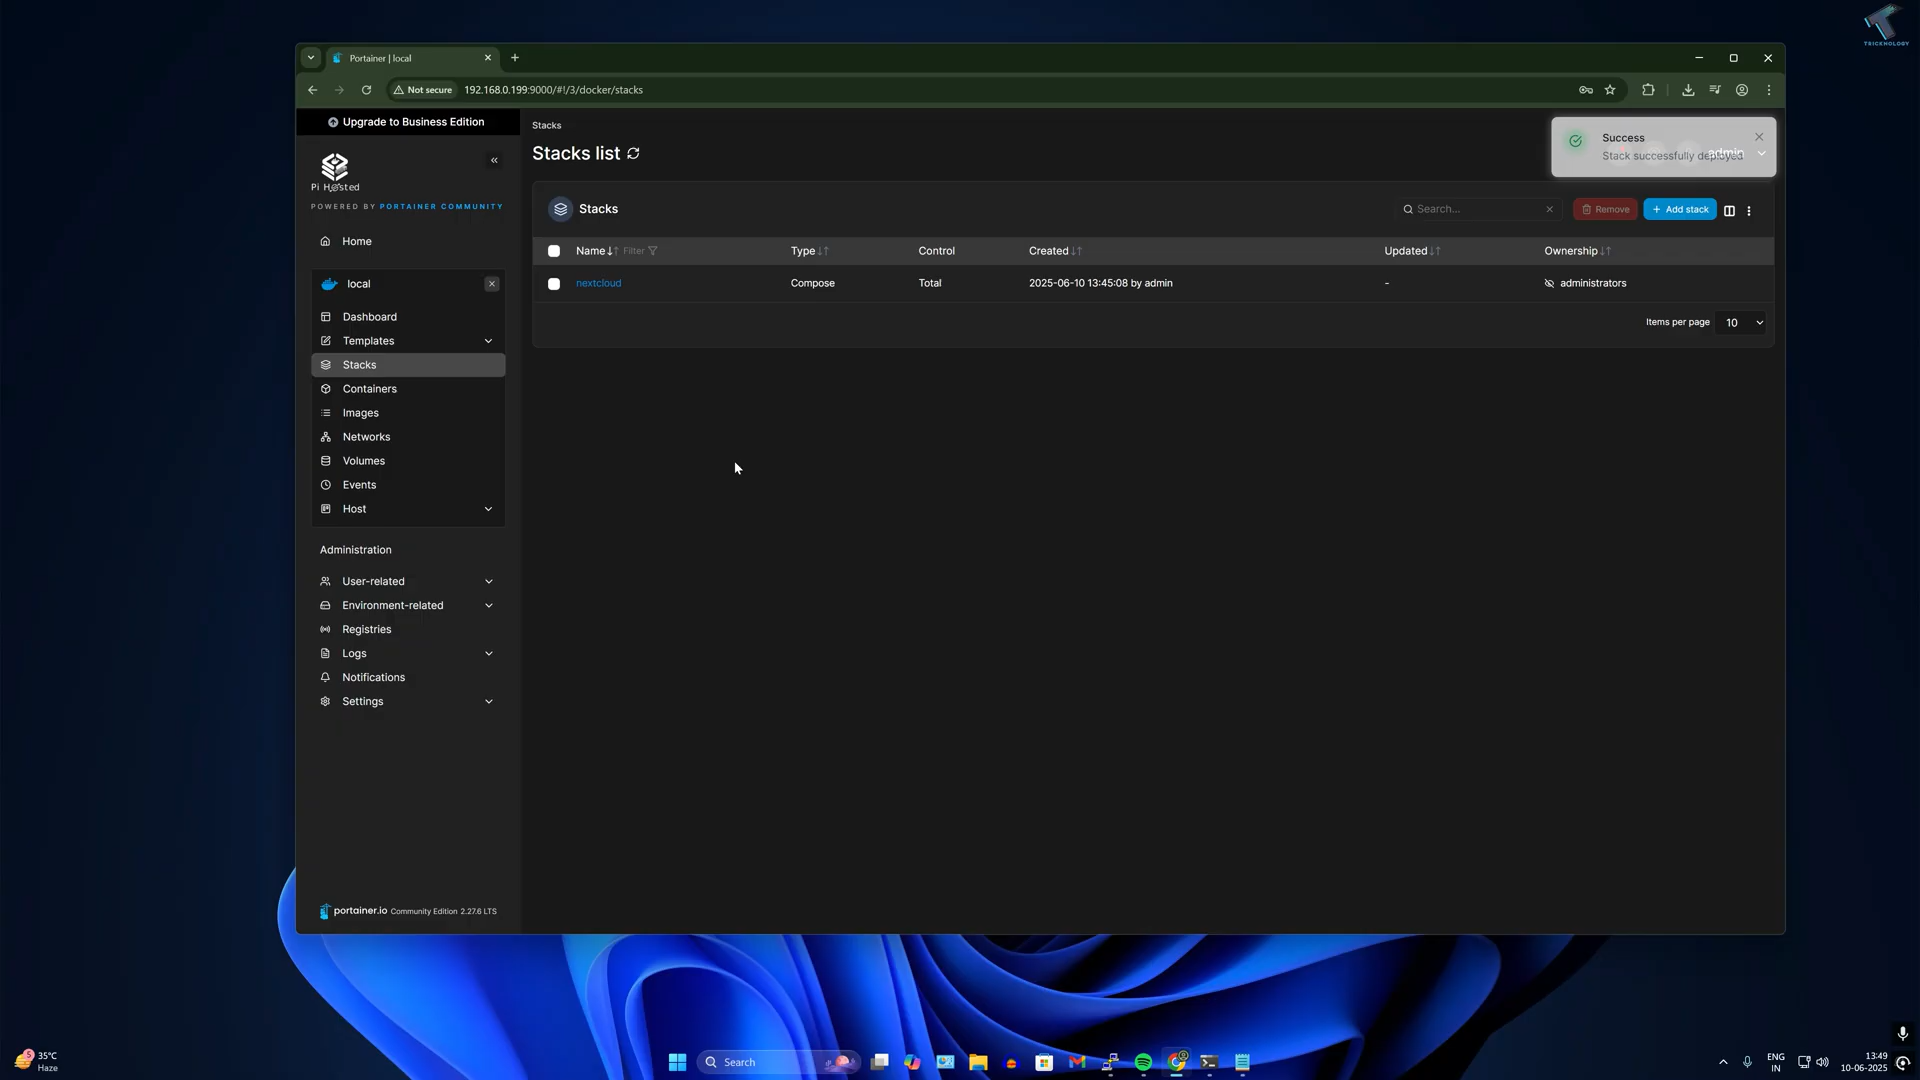 TRICKNOLOGY
Portainer | local
Not secure
192.168.0.199:9000/#!/3/docker/stacks
Upgrade to Business Edition
Pi Hosted
POWERED BY PORTAINER COMMUNITY
Home
local
Dashboard
Templates
Stacks
Containers
Images
Networks
Volumes
Events
Host
Administration
User-related
Environment-related
Registries
Logs
Notifications
Settings
portainer.io Community Edition 2.27.6 LTS
Stacks
Stacks list
Success
Stack successfully deployed
admin
Stacks
Search...
Remove
+ Add stack
Name Filter Type Control Created Updated Ownership
nextcloud Compose Total 2025-06-10 13:45:08 by admin - administrators
Items per page 10
5
35°C
Haze
Search
ENG
IN
13:49
10-06-2025